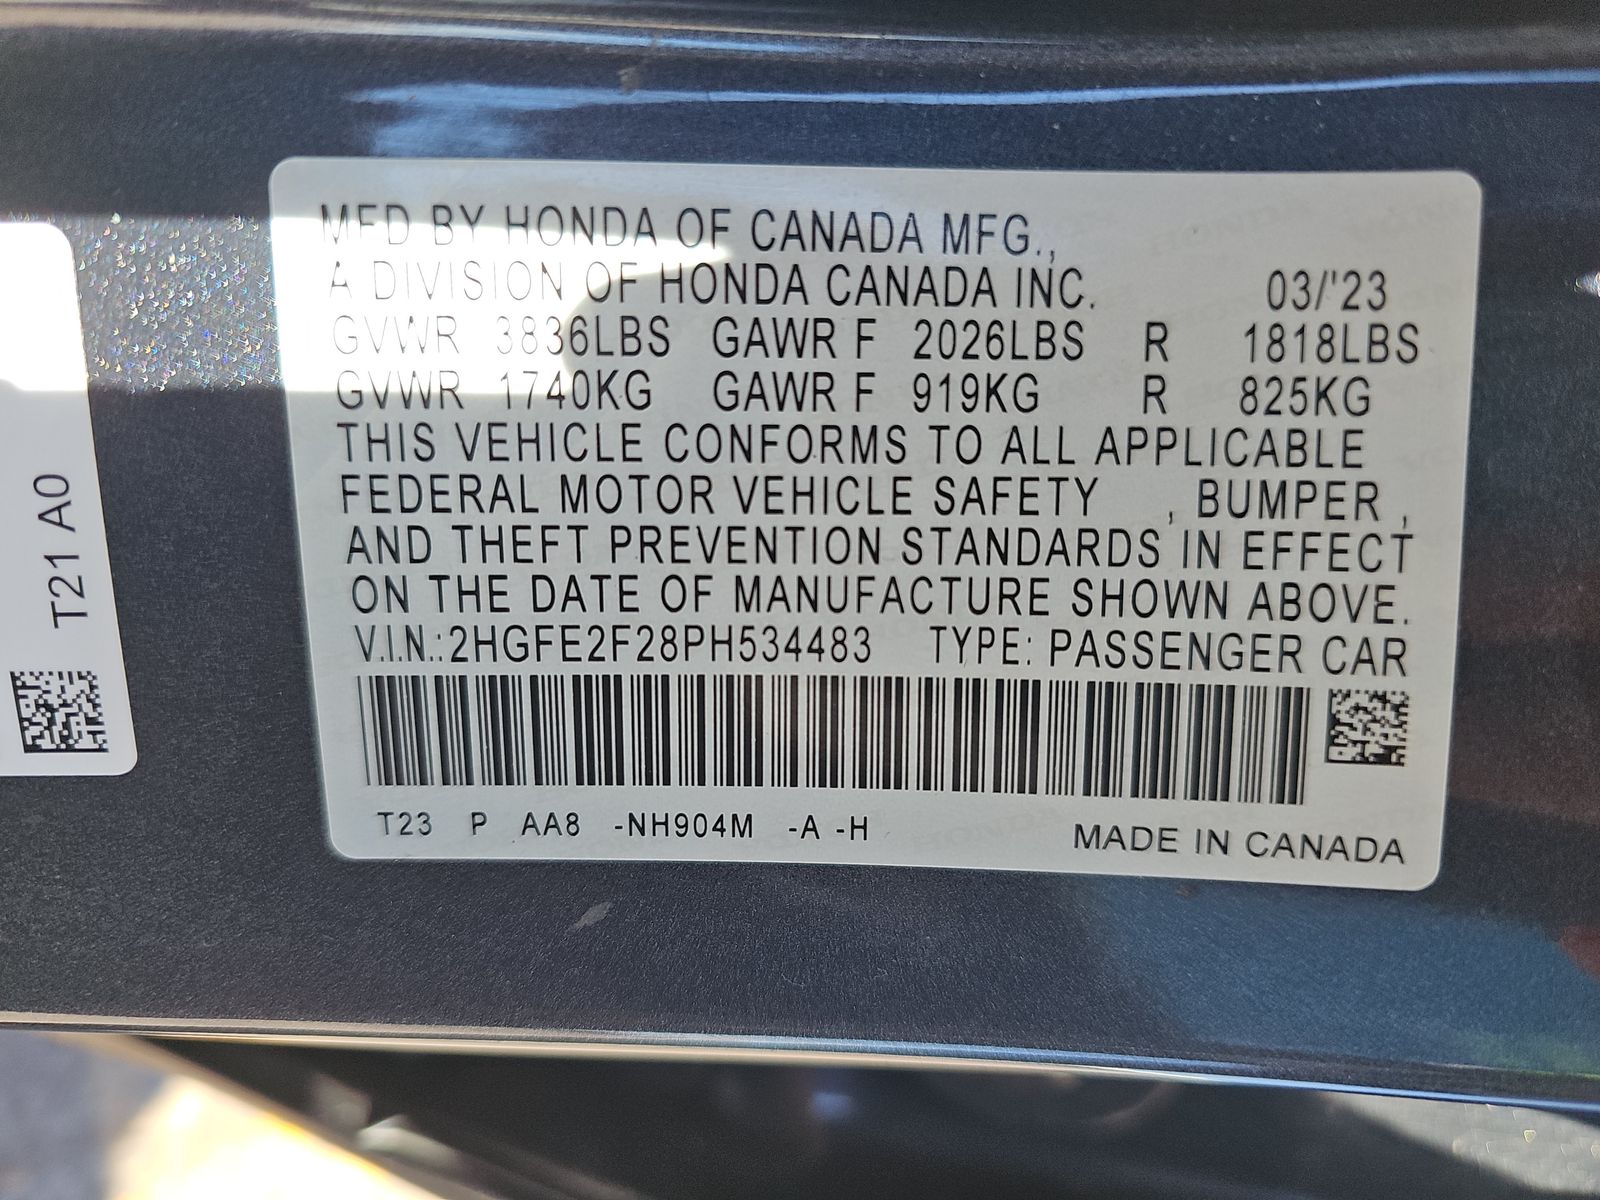 MFD BY HONDA OF CANADA MFG.,
A DIVISION OF HONDA CANADA INC. 03/'23
GVWR 3836LBS GAWR F 2026LBS R 1818LBS
GVWR 1740KG GAWR F 919KG R 825KG
THIS VEHICLE CONFORMS TO ALL APPLICABLE
FEDERAL MOTOR VEHICLE SAFETY , BUMPER ,
AND THEFT PREVENTION STANDARDS IN EFFECT
ON THE DATE OF MANUFACTURE SHOWN ABOVE.
V.I.N.:2HGFE2F28PH534483 TYPE: PASSENGER CAR
T23 P AA8 -NH904M -A -H MADE IN CANADA
T21 A0